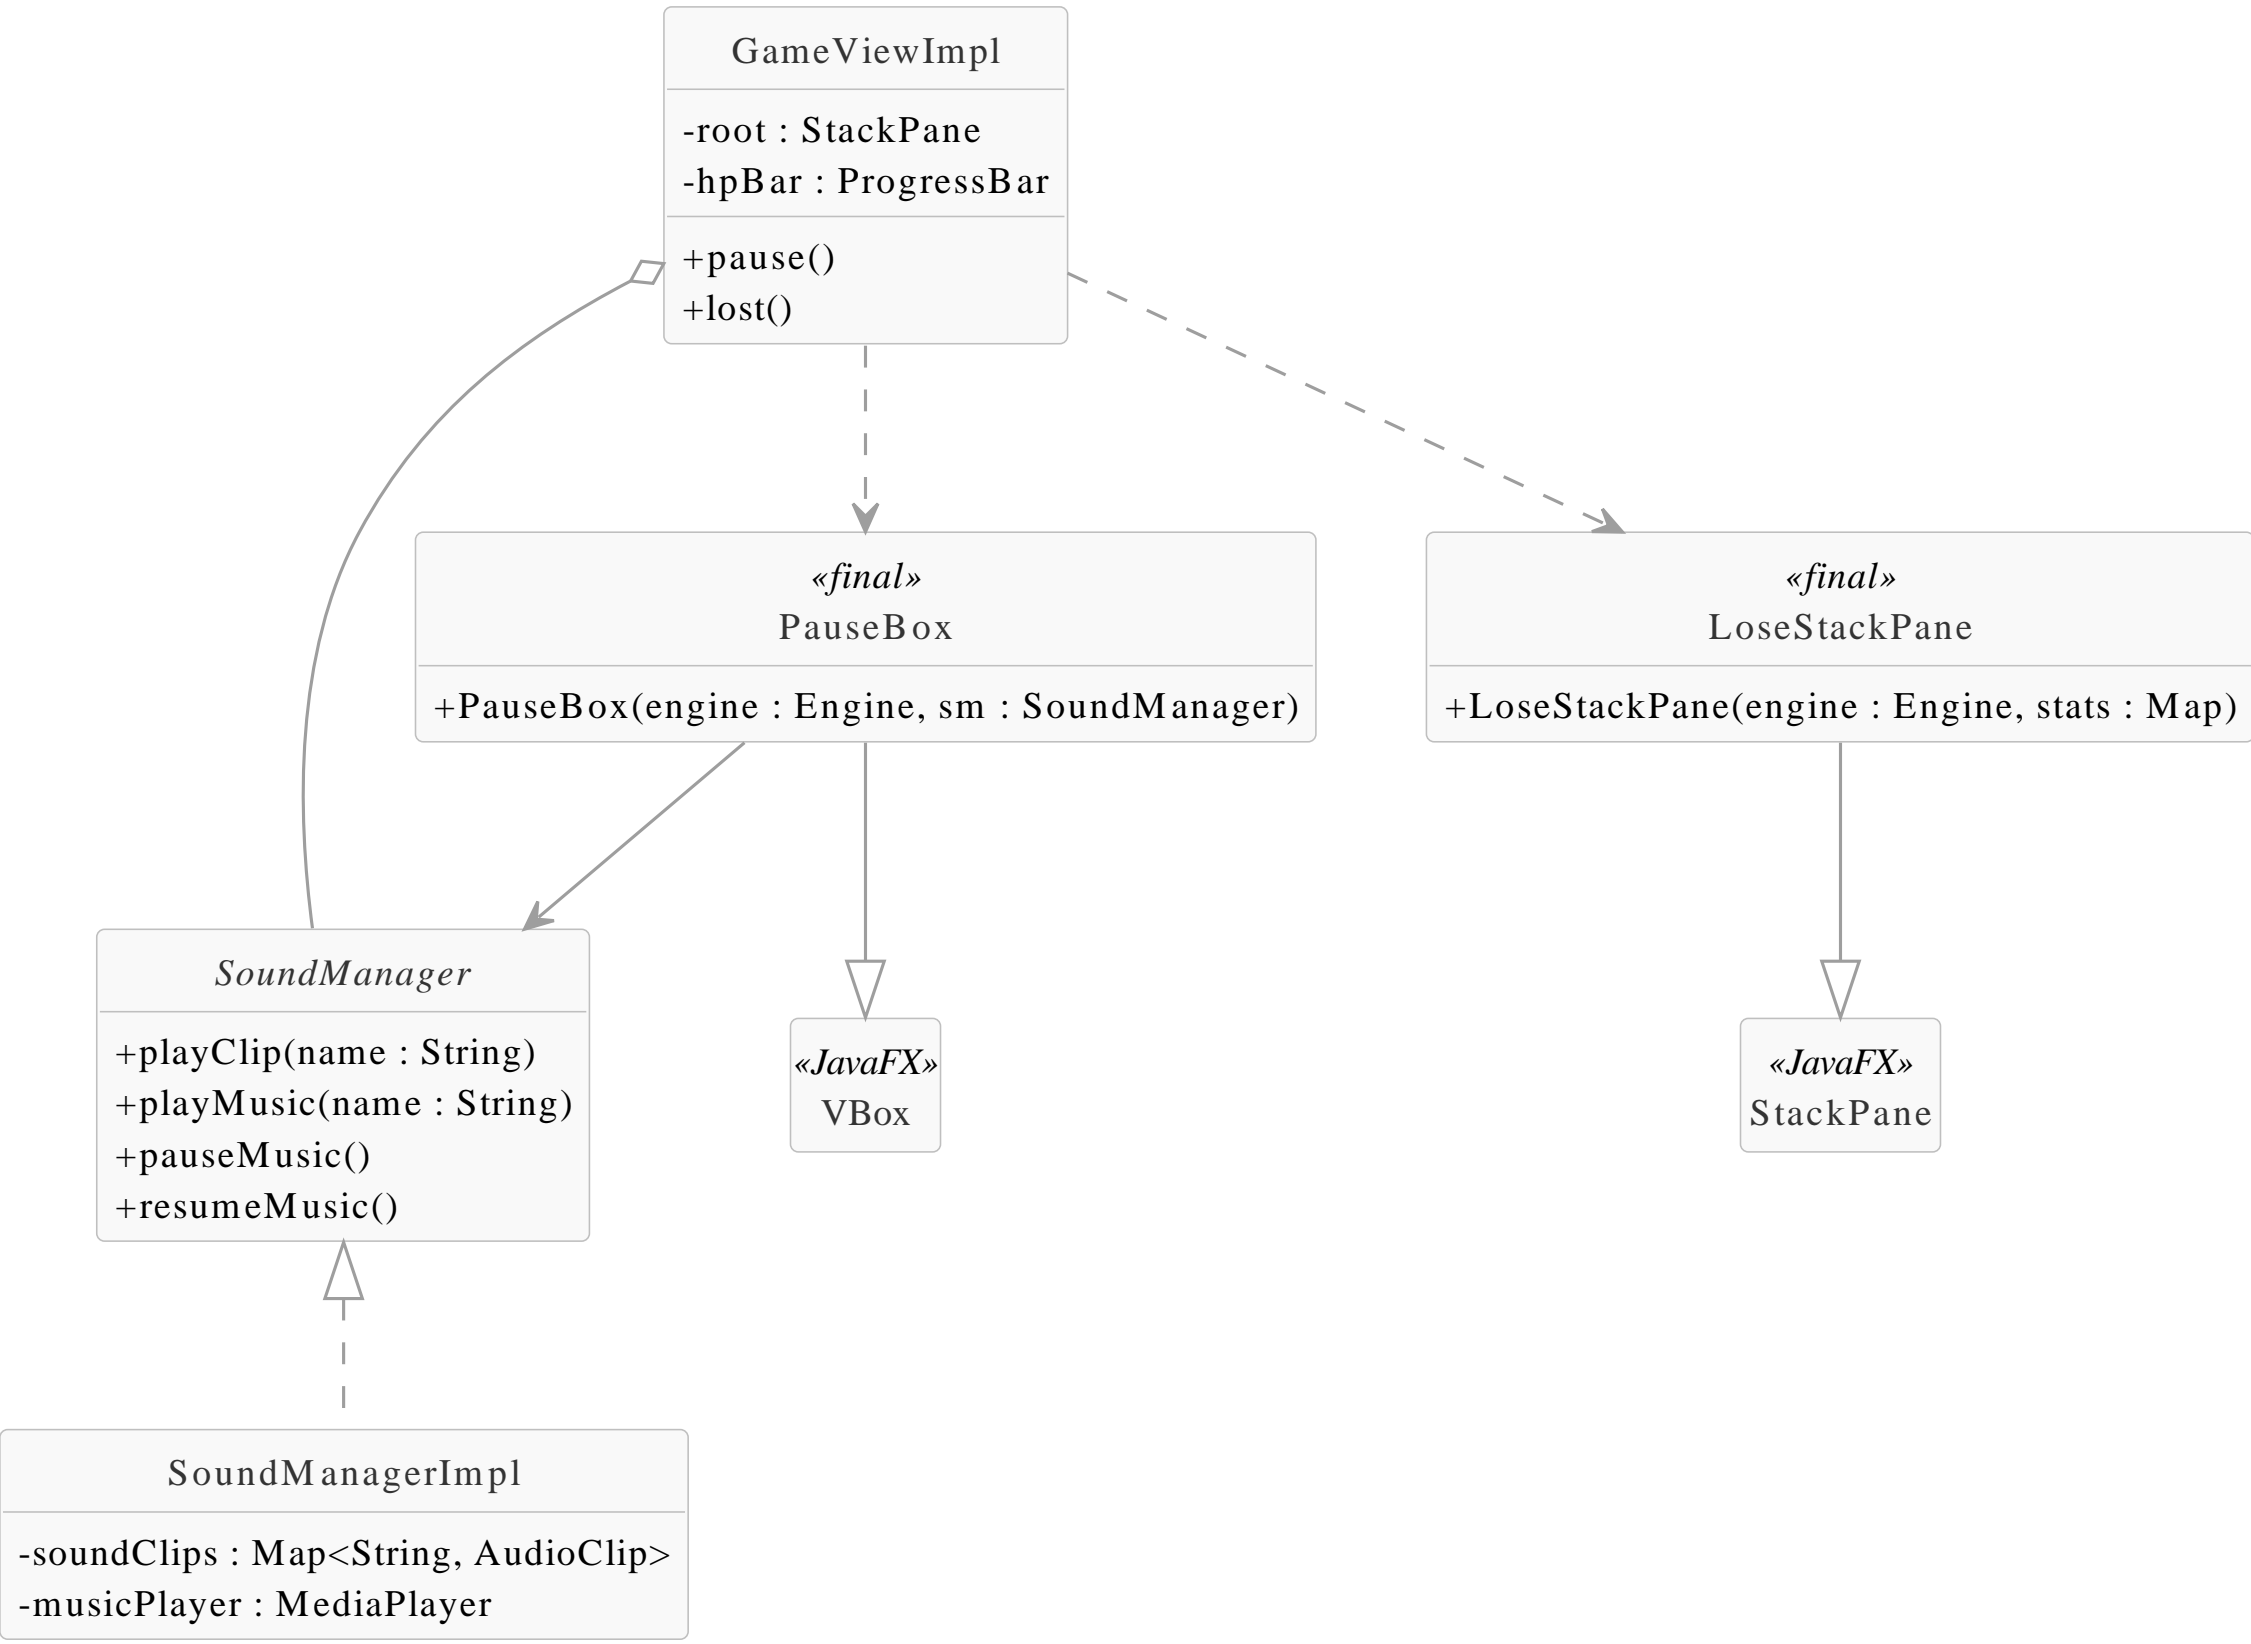 GameViewImpl
-root : StackPane
-hpBar : ProgressBar
+pause()
+lost()
«final»
PauseBox
+PauseBox(engine : Engine, sm : SoundManager)
«final»
LoseStackPane
+LoseStackPane(engine : Engine, stats : Map)
SoundManager
+playClip(name : String)
+playMusic(name : String)
+pauseMusic()
+resumeMusic()
«JavaFX»
VBox
«JavaFX»
StackPane
SoundManagerImpl
-soundClips : Map<String, AudioClip>
-musicPlayer : MediaPlayer